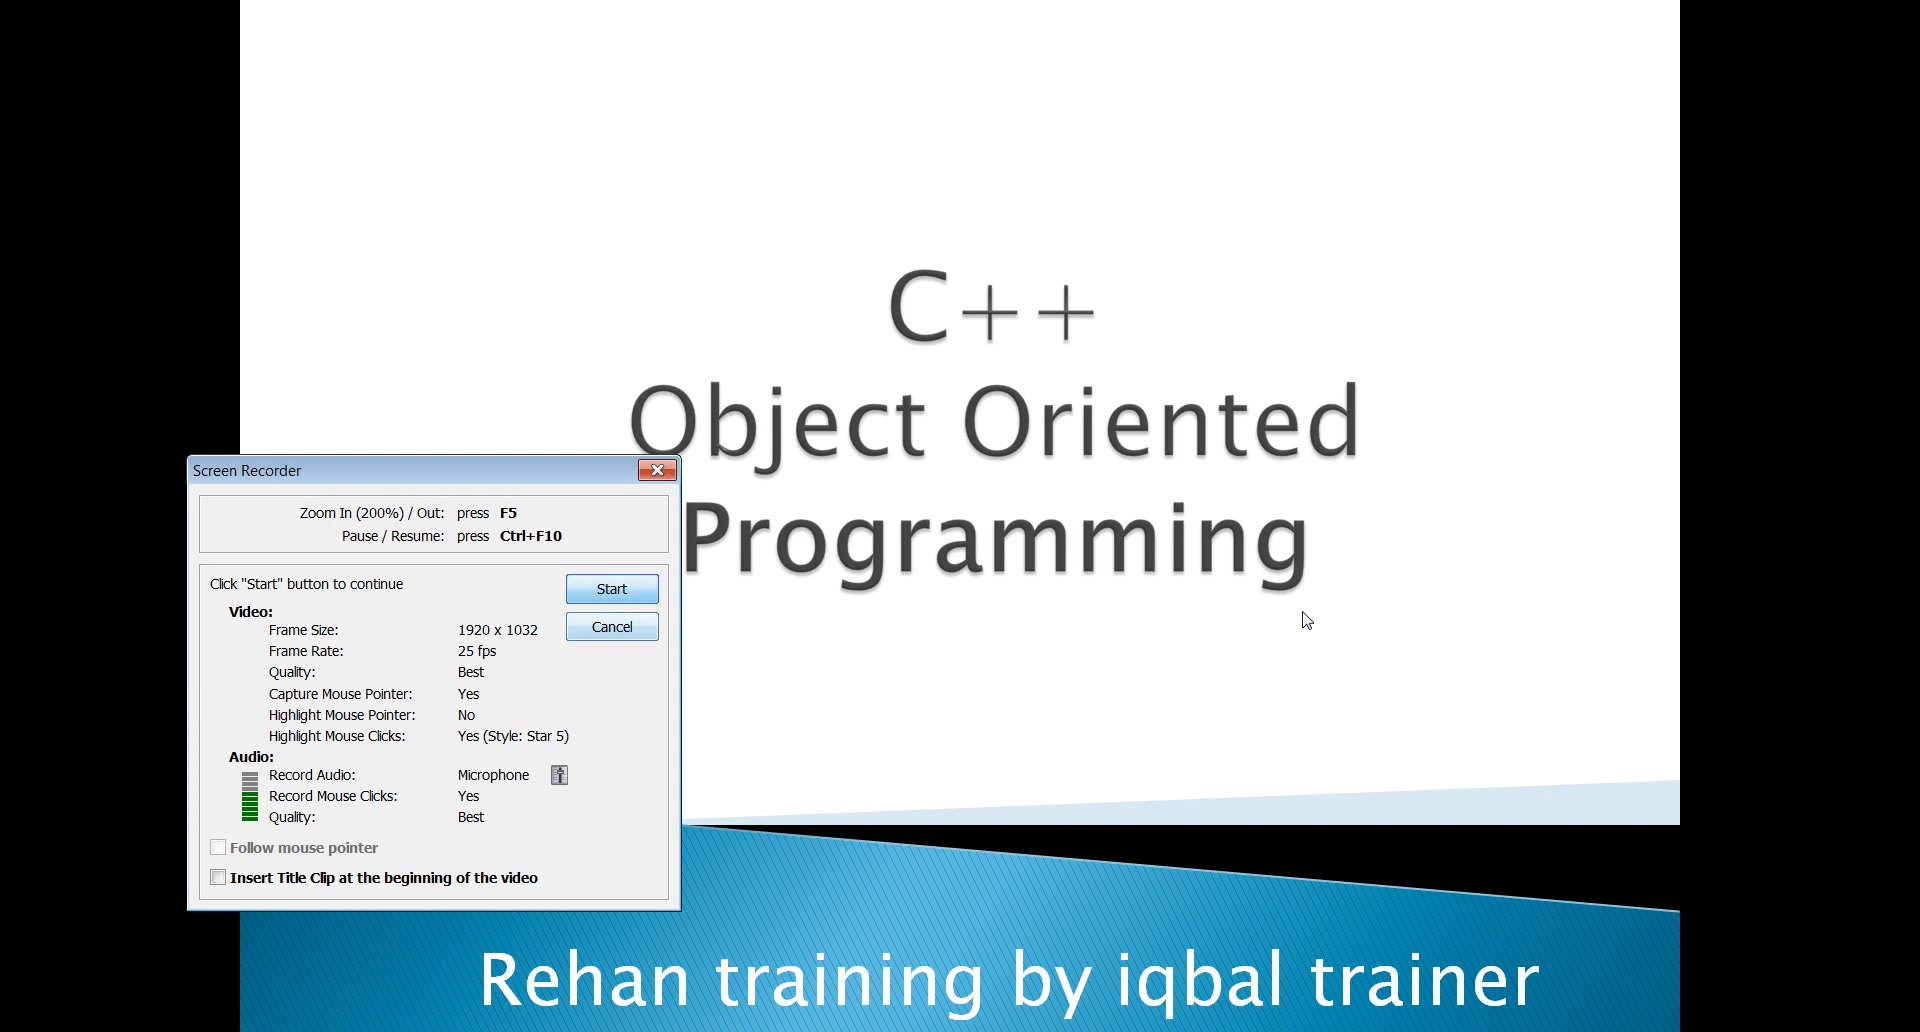 C++
Object Oriented
Programming
Screen Recorder
Zoom In (200%) / Out: press F5
Pause / Resume: press Ctrl+F10
Click "Start" button to continue
Start
Cancel
Video:
Frame Size: 1920 x 1032
Frame Rate: 25 fps
Quality: Best
Capture Mouse Pointer: Yes
Highlight Mouse Pointer: No
Highlight Mouse Clicks: Yes (Style: Star 5)
Audio:
Record Audio: Microphone
Record Mouse Clicks: Yes
Quality: Best
Follow mouse pointer
Insert Title Clip at the beginning of the video
Rehan training by iqbal trainer